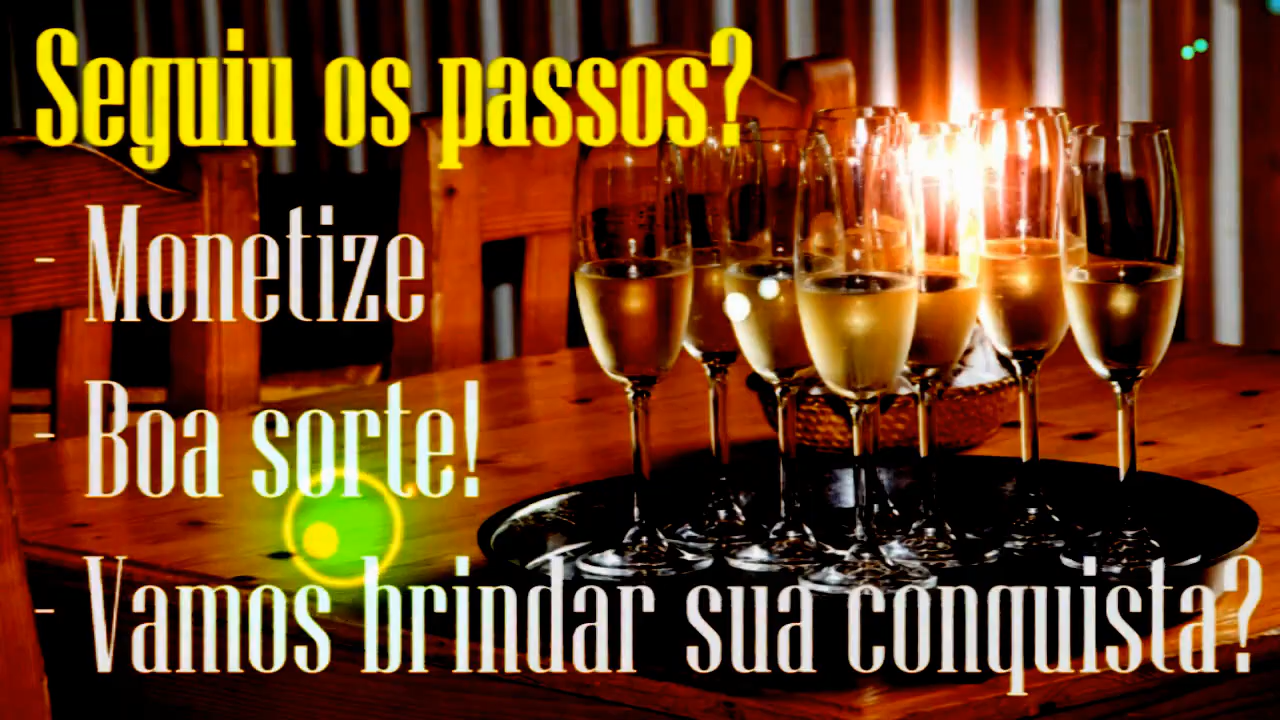 Seguiu os passos?
- Monetize
- Boa sorte!
- Vamos brindar sua conquista?